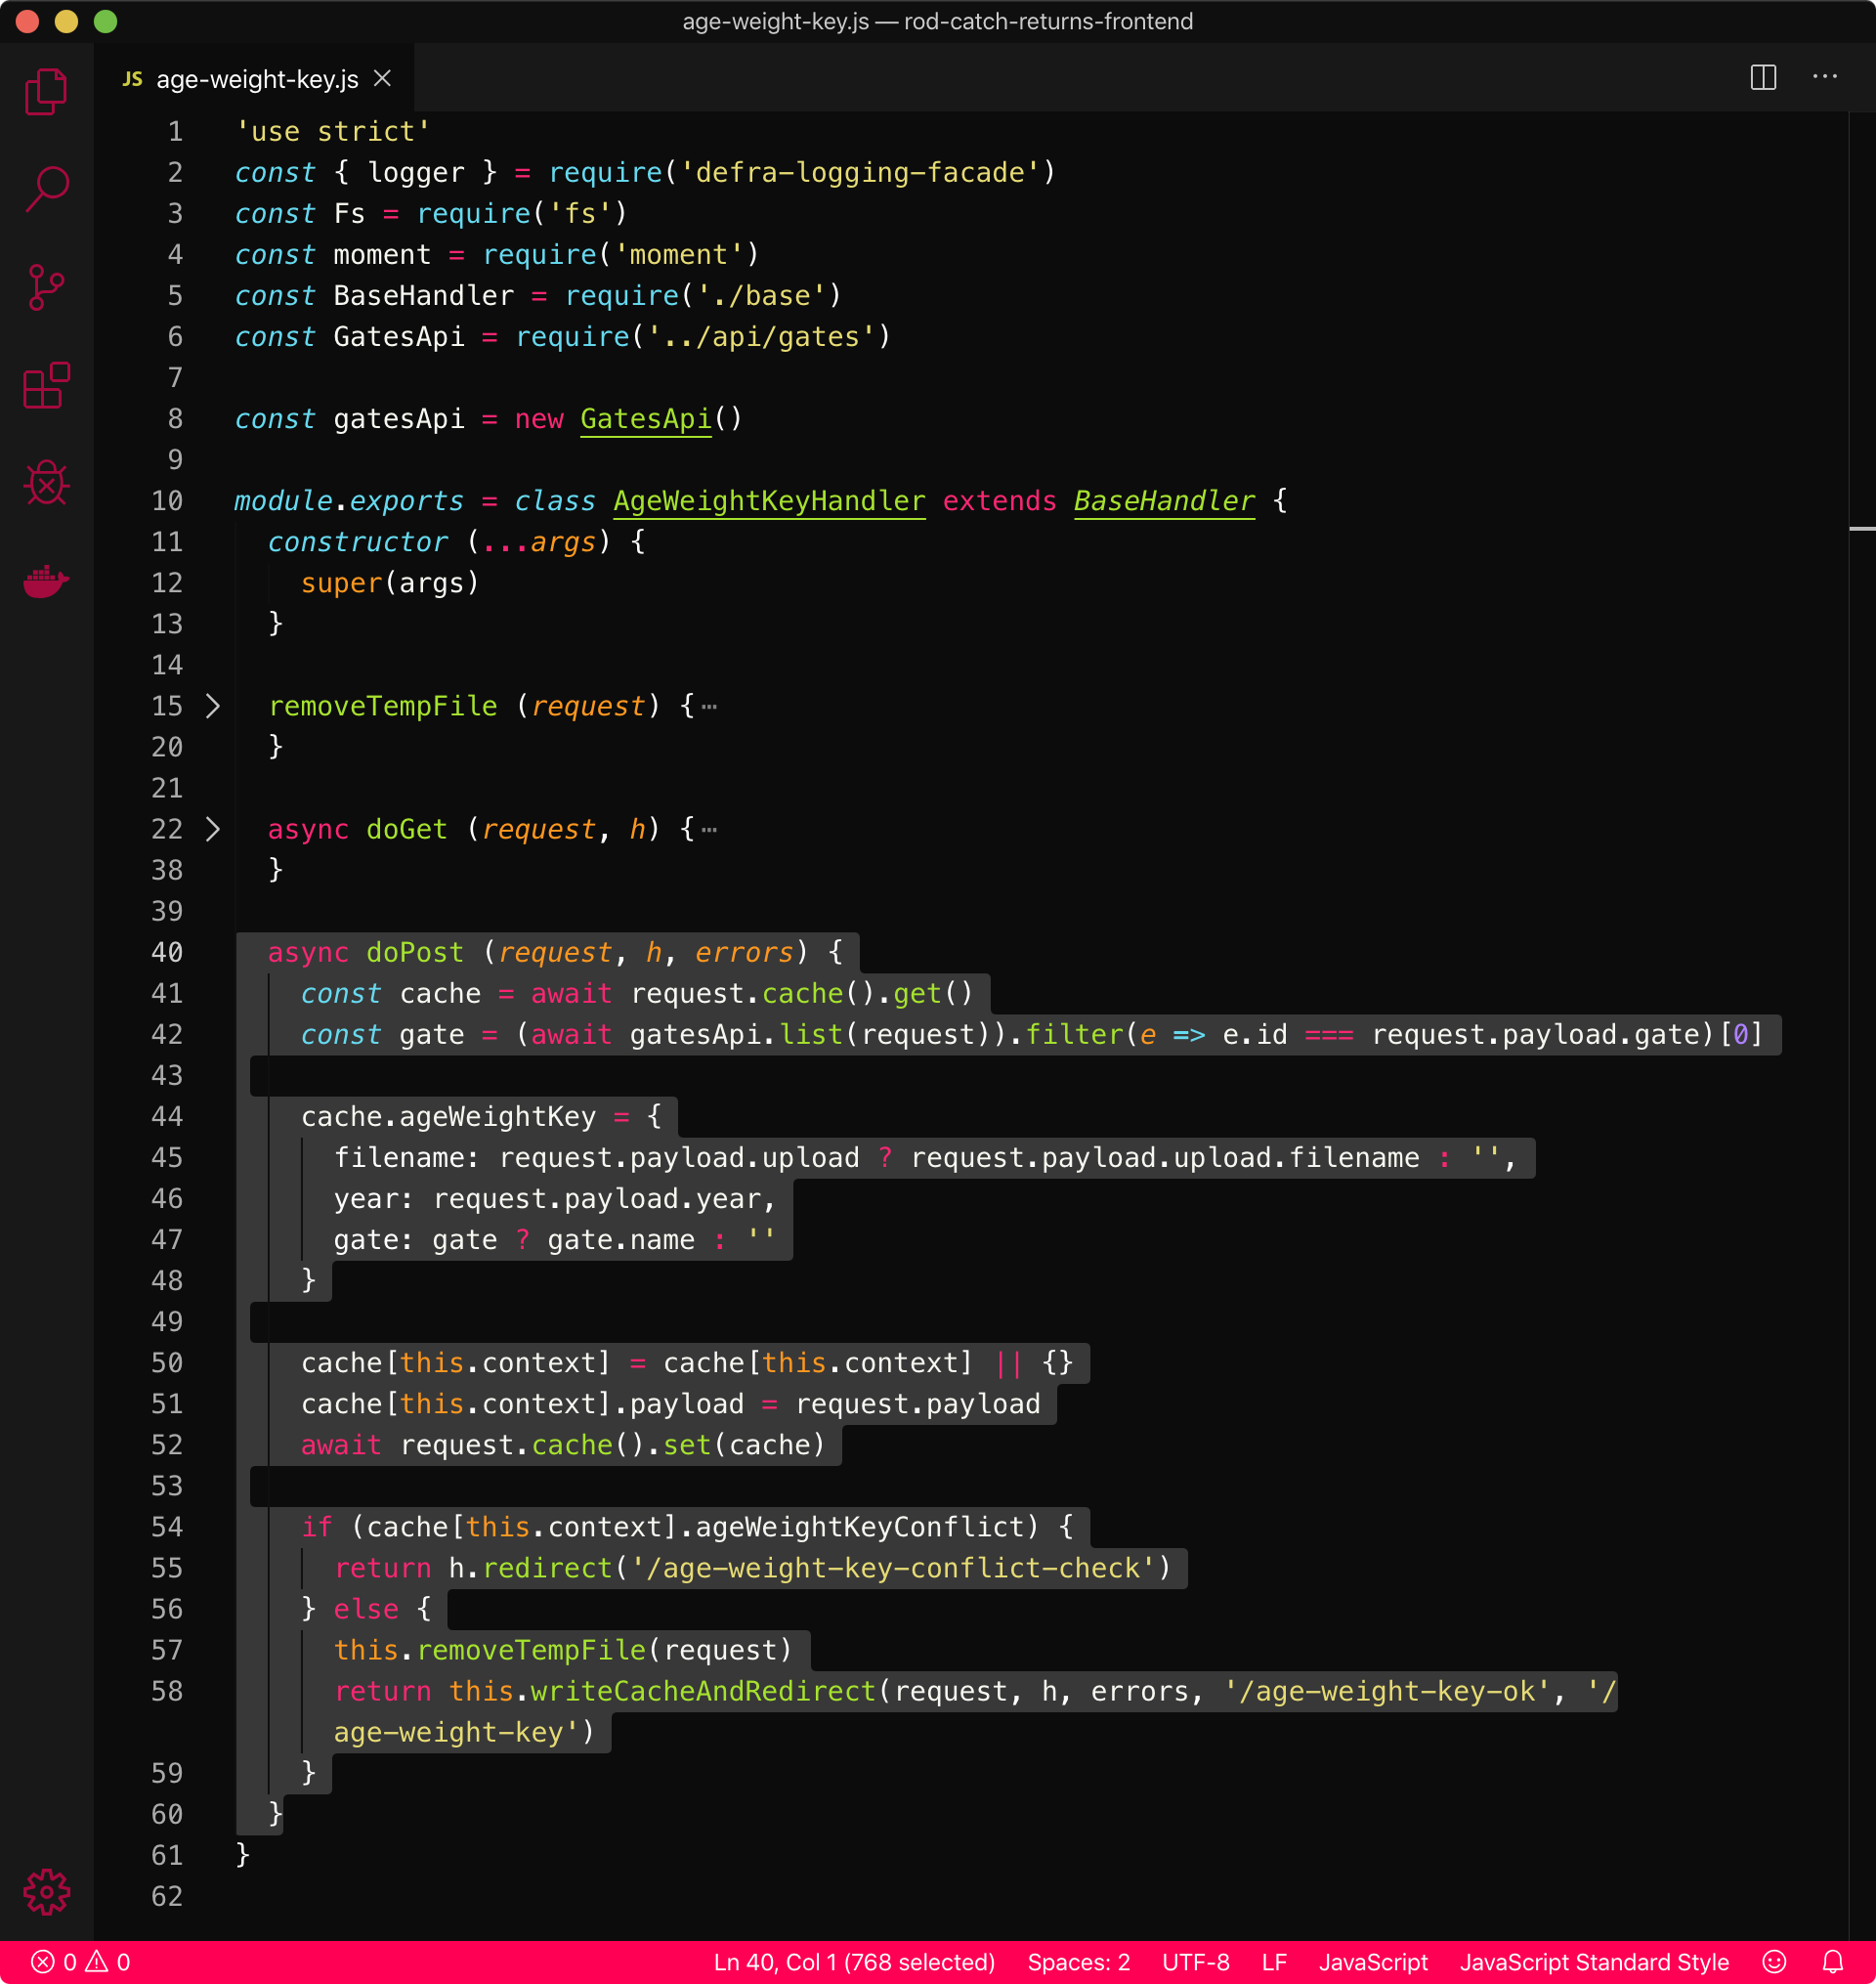 age-weight-key.js — rod-catch-returns-frontend
JS age-weight-key.js
1 'use strict'
2 const { logger } = require('defra-logging-facade')
3 const Fs = require('fs')
4 const moment = require('moment')
5 const BaseHandler = require('./base')
6 const GatesApi = require('../api/gates')
7
8 const gatesApi = new GatesApi()
9
10 module.exports = class AgeWeightKeyHandler extends BaseHandler {
11 constructor (...args) {
12 super(args)
13 }
14
15 removeTempFile (request) {⋯
20 }
21
22 async doGet (request, h) {⋯
38 }
39
40 async doPost (request, h, errors) {
41 const cache = await request.cache().get()
42 const gate = (await gatesApi.list(request)).filter(e => e.id === request.payload.gate)[0]
43
44 cache.ageWeightKey = {
45 filename: request.payload.upload ? request.payload.upload.filename : '',
46 year: request.payload.year,
47 gate: gate ? gate.name : ''
48 }
49
50 cache[this.context] = cache[this.context] || {}
51 cache[this.context].payload = request.payload
52 await request.cache().set(cache)
53
54 if (cache[this.context].ageWeightKeyConflict) {
55 return h.redirect('/age-weight-key-conflict-check')
56 } else {
57 this.removeTempFile(request)
58 return this.writeCacheAndRedirect(request, h, errors, '/age-weight-key-ok', '/
age-weight-key')
59 }
60 }
61 }
62
0 0 Ln 40, Col 1 (768 selected) Spaces: 2 UTF-8 LF JavaScript JavaScript Standard Style